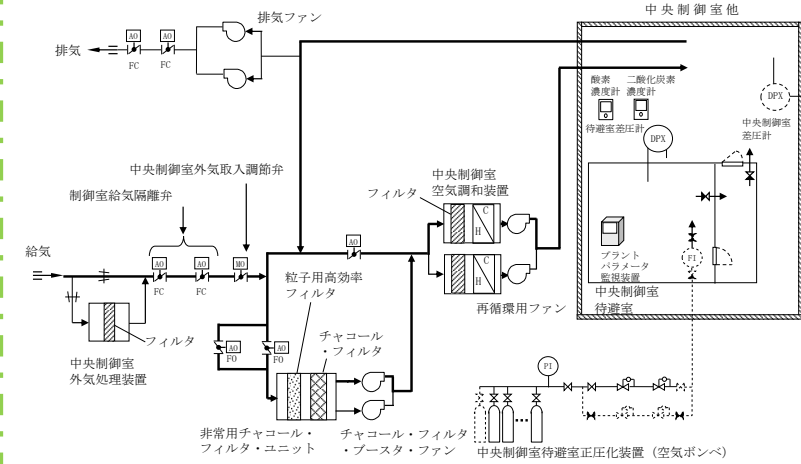 中央制御室他
排気ファン
排気
AO
AO
FC
FC
酸素
濃度計
二酸化炭素
濃度計
DPX
中央制御室
差圧計
待避室差圧計
DPX
中央制御室外気取入調節弁
制御室給気隔離弁
中央制御室
空気調和装置
フィルタ
C
H
C
H
給気
AO
AO
MO
FC
FC
AO
粒子用高効率
フィルタ
再循環用ファン
プラント
パラメータ
監視装置
FI
中央制御室
待避室
フィルタ
中央制御室
外気処理装置
AO
FO
AO
FO
チャコール
・フィルタ
PI
非常用チャコール・
フィルタ・ユニット
チャコール・フィルタ
・ブースタ・ファン
中央制御室待避室正圧化装置（空気ボンベ）